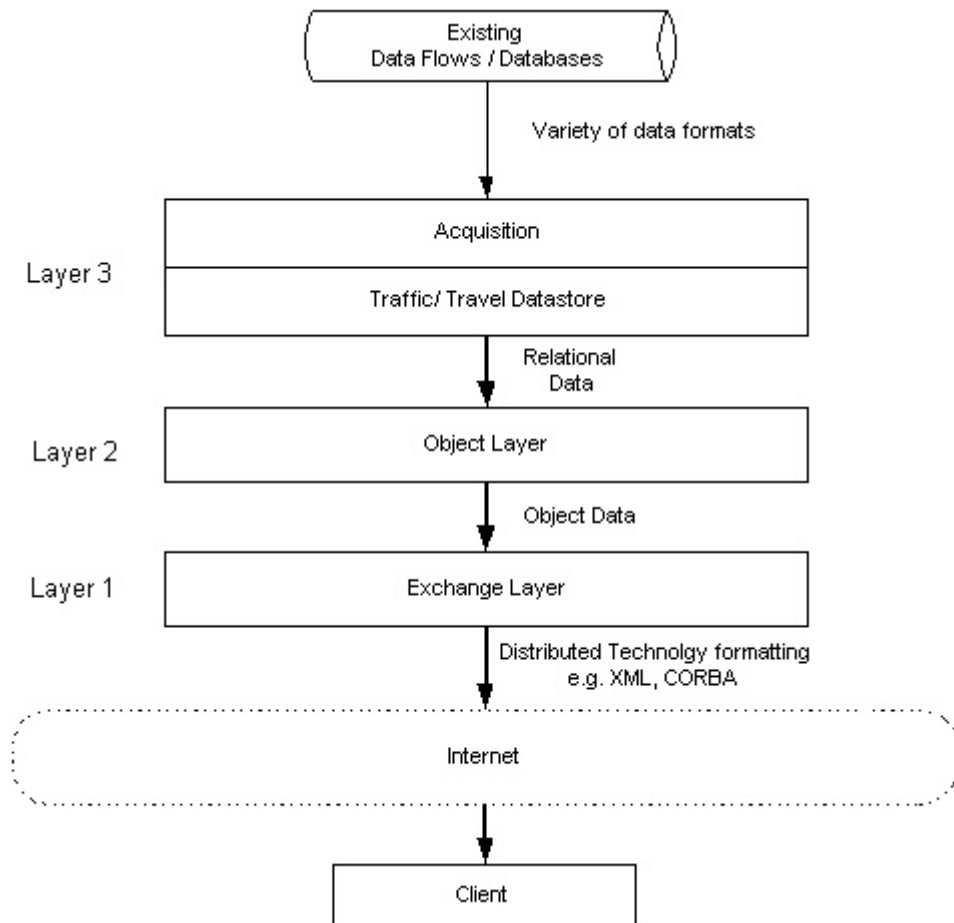 Existing
Data Flows / Databases
Variety of data formats
Acquisition
Layer 3
Traffic/ Travel Datastore
Relational
Data
Object Layer
Layer 2
Object Data
Exchange Layer
Layer 1
Distributed Technolgy formatting
e.g. XML, CORBA
Internet
Client